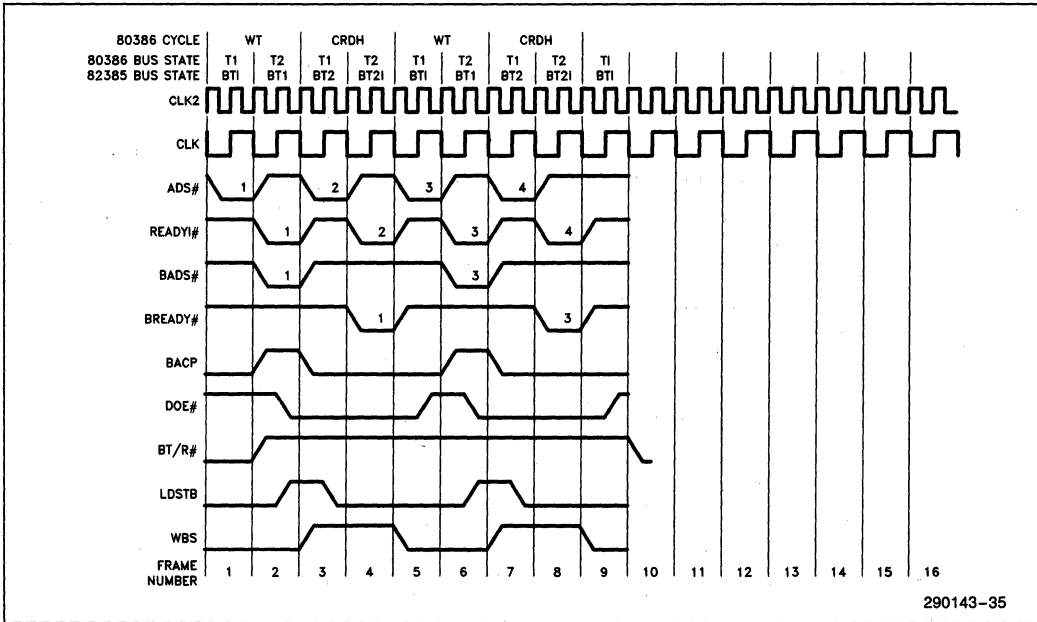 80386 CYCLE WT CRDH WT CRDH
80386 BUS STATE T1 T2 T1 T2 T1 T2 T1 T2 TI
82385 BUS STATE BTI BT1 BT2 BT2I BTI BT1 BT2 BT2I BTI
CLK2
CLK
ADS# 1 2 3 4
READYI# 1 2 3 4
BADS# 1 3
BREADY# 1 3
BACP
DOE#
BT/R#
LDSTB
WBS
FRAME NUMBER 1 2 3 4 5 6 7 8 9 10 11 12 13 14 15 16
290143-35